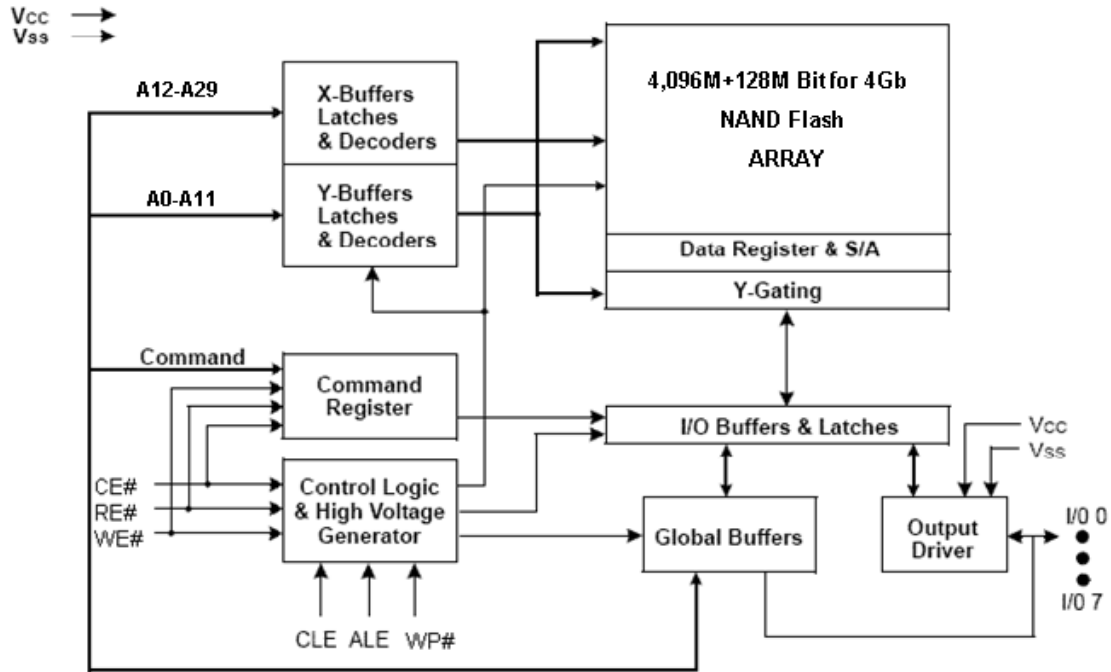 Vcc
Vss
A12-A29
X-Buffers
Latches
& Decoders
A0-A11
Y-Buffers
Latches
& Decoders
4,096M+128M Bit for 4Gb
NAND Flash
ARRAY
Data Register & S/A
Y-Gating
Command
Command
Register
I/O Buffers & Latches
Vcc
Vss
CE#
RE#
WE#
Control Logic
& High Voltage
Generator
Global Buffers
Output
Driver
I/0 0
I/0 7
CLE
ALE
WP#